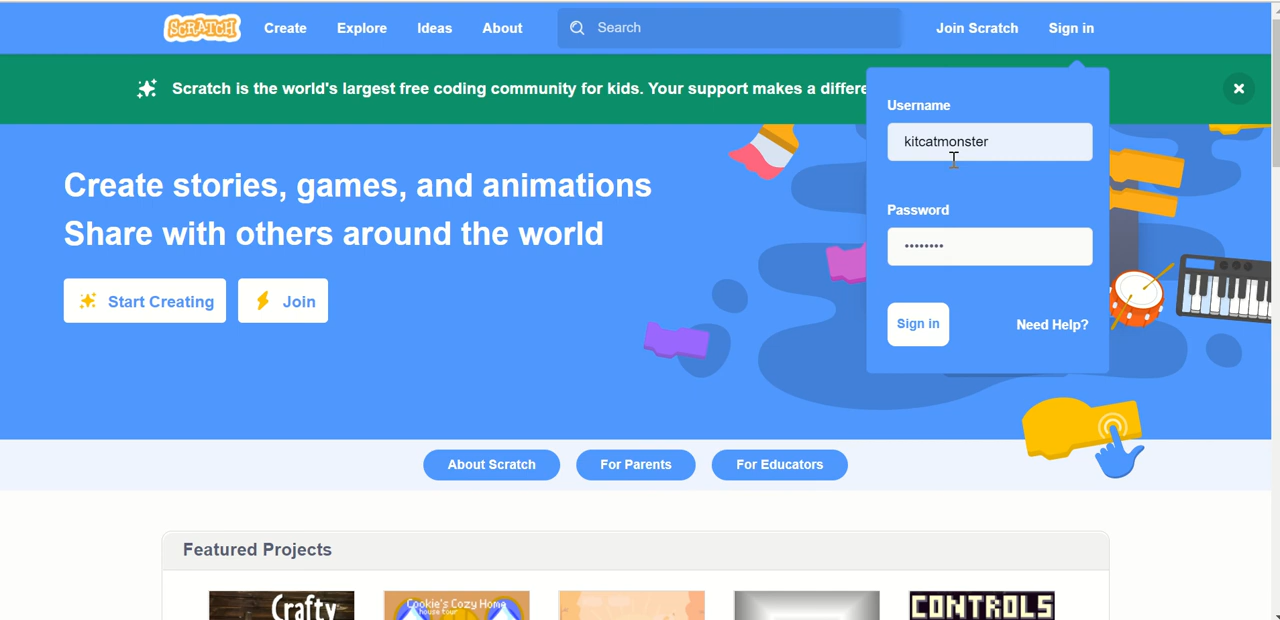 SCRATCH
Create
Explore
Ideas
About
Search
Join Scratch
Sign in
Scratch is the world's largest free coding community for kids. Your support makes a differe
Username
kitcatmonster
Password
••••••••
Sign in
Need Help?
Create stories, games, and animations
Share with others around the world
Start Creating
Join
About Scratch
For Parents
For Educators
Featured Projects
Crafty
Cookie's Cozy Home
house tour
CONTROLS